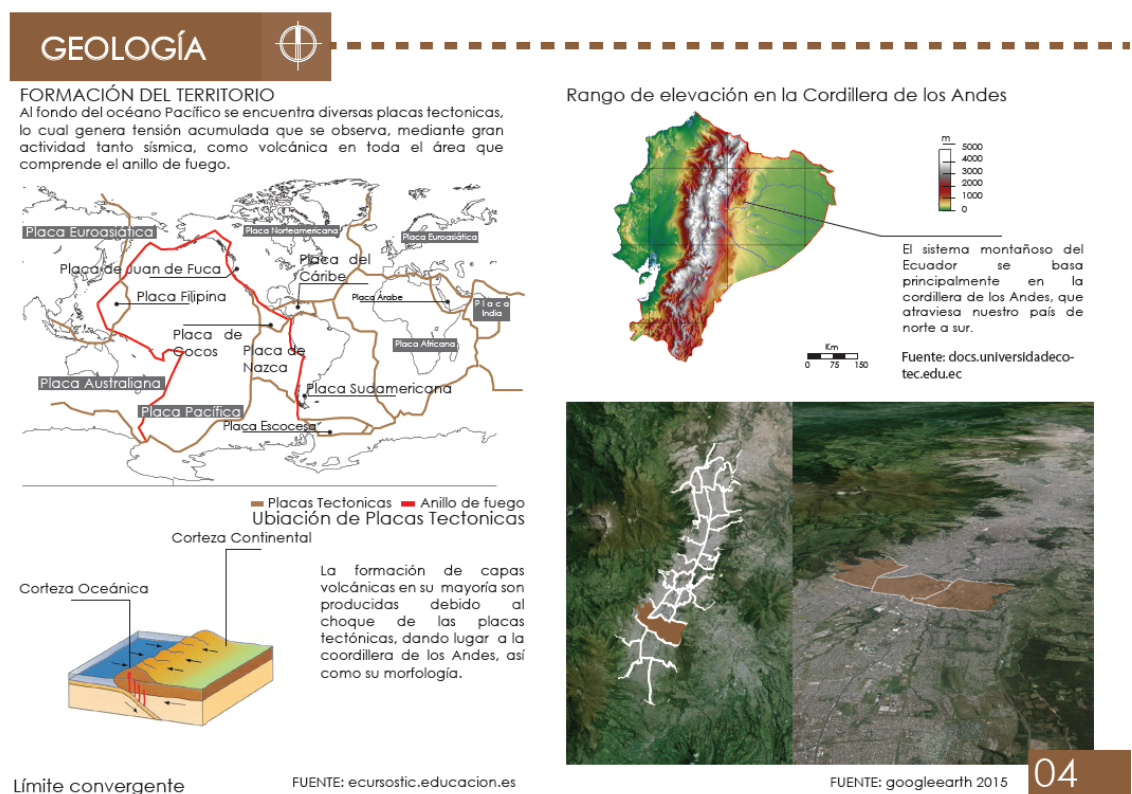 GEOLOGÍA
FORMACIÓN DEL TERRITORIO
Al fondo del océano Pacífico se encuentra diversas placas tectonicas,
lo cual genera tensión acumulada que se observa, mediante gran
actividad tanto sísmica, como volcánica en toda el área que
comprende el anillo de fuego.
Placa Euroasiática
Placa Norteamericana
Placa Euroasiática
Placa de Juan de Fuca
Placa del
Cáribe
Placa Filipina
Placa Árabe
Placa
India
Placa de
Cocos
Placa de
Nazca
Placa Africana
Placa Australiana
Placa Sudamericana
Placa Pacífica
Placa Escocesa
Placas Tectonicas
Anillo de fuego
Ubiación de Placas Tectonicas
Corteza Continental
Corteza Oceánica
La formación de capas
volcánicas en su mayoría son
producidas debido al
choque de las placas
tectónicas, dando lugar a la
coordillera de los Andes, así
como su morfología.
Límite convergente
FUENTE: ecursostic.educacion.es
Rango de elevación en la Cordillera de los Andes
m
5000
4000
3000
2000
1000
0
El sistema montañoso del
Ecuador se basa
principalmente en la
cordillera de los Andes, que
atraviesa nuestro país de
norte a sur.
Km
0 75 150
Fuente: docs.universidadeco-
tec.edu.ec
FUENTE: googleearth 2015
04